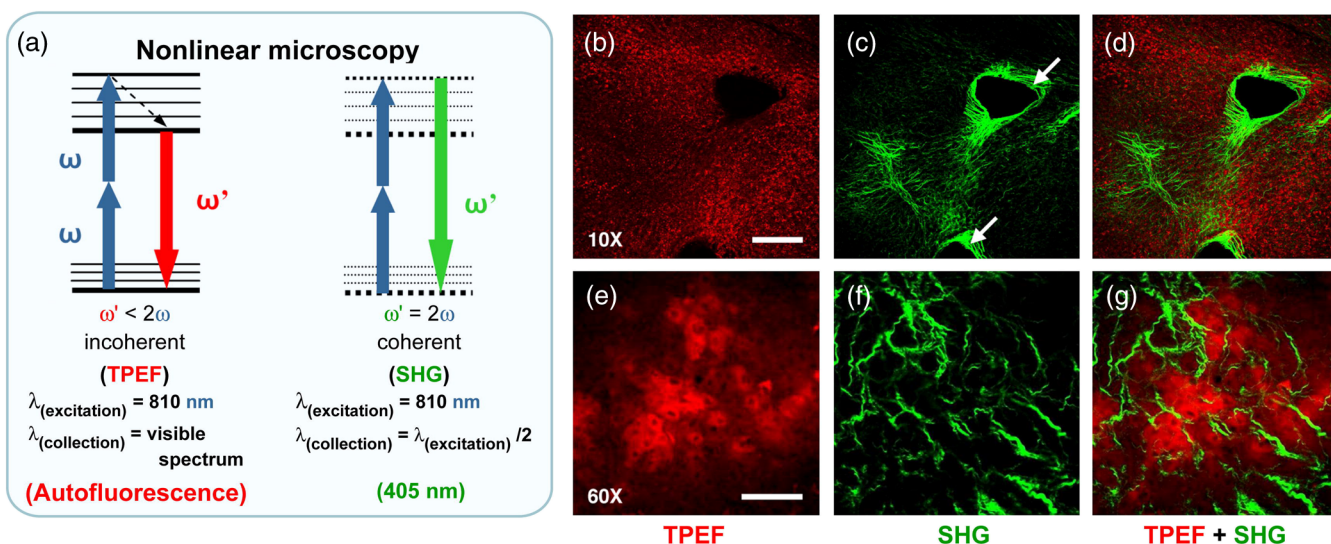 (a)
Nonlinear microscopy
ω
ω
ω’
ω’
ω' < 2ω
incoherent
(TPEF)
λ(excitation) = 810 nm
λ(collection) = visible
spectrum
(Autofluorescence)
ω' = 2ω
coherent
(SHG)
λ(excitation) = 810 nm
λ(collection) = λ(excitation) /2
(405 nm)
(b)
10X
(c)
(d)
(e)
60X
(f)
(g)
TPEF
SHG
TPEF + SHG